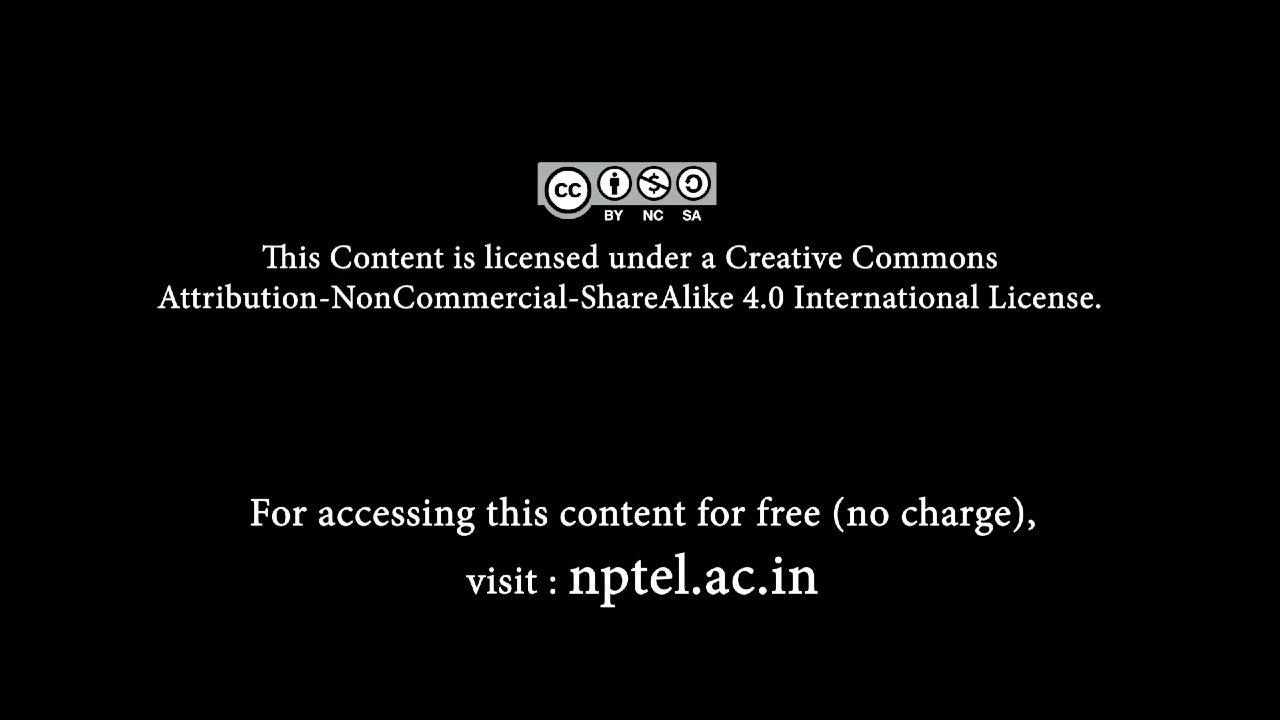 cc BY NC SA
This Content is licensed under a Creative Commons
Attribution-NonCommercial-ShareAlike 4.0 International License.
For accessing this content for free (no charge),
visit : nptel.ac.in